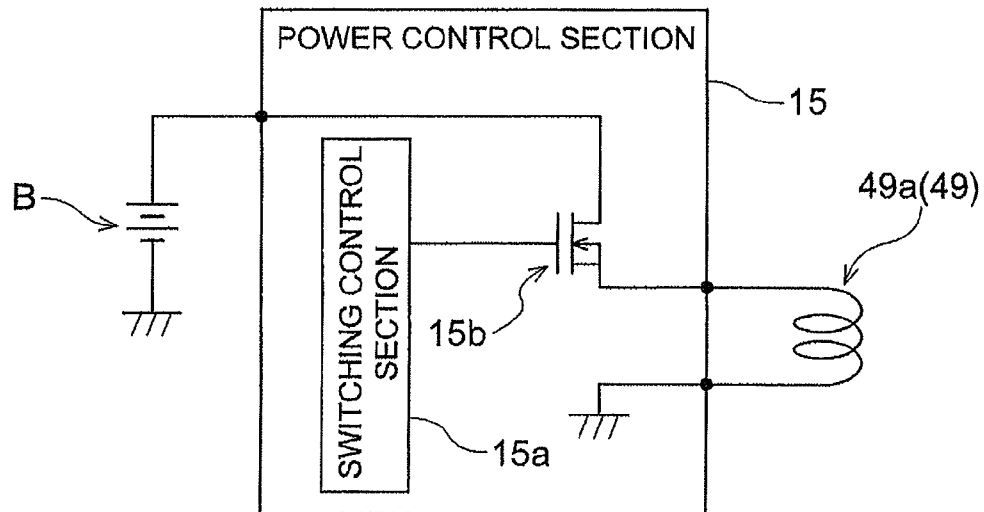 POWER CONTROL SECTION
15
B
49a(49)
SWITCHING CONTROL
SECTION
15b
15a